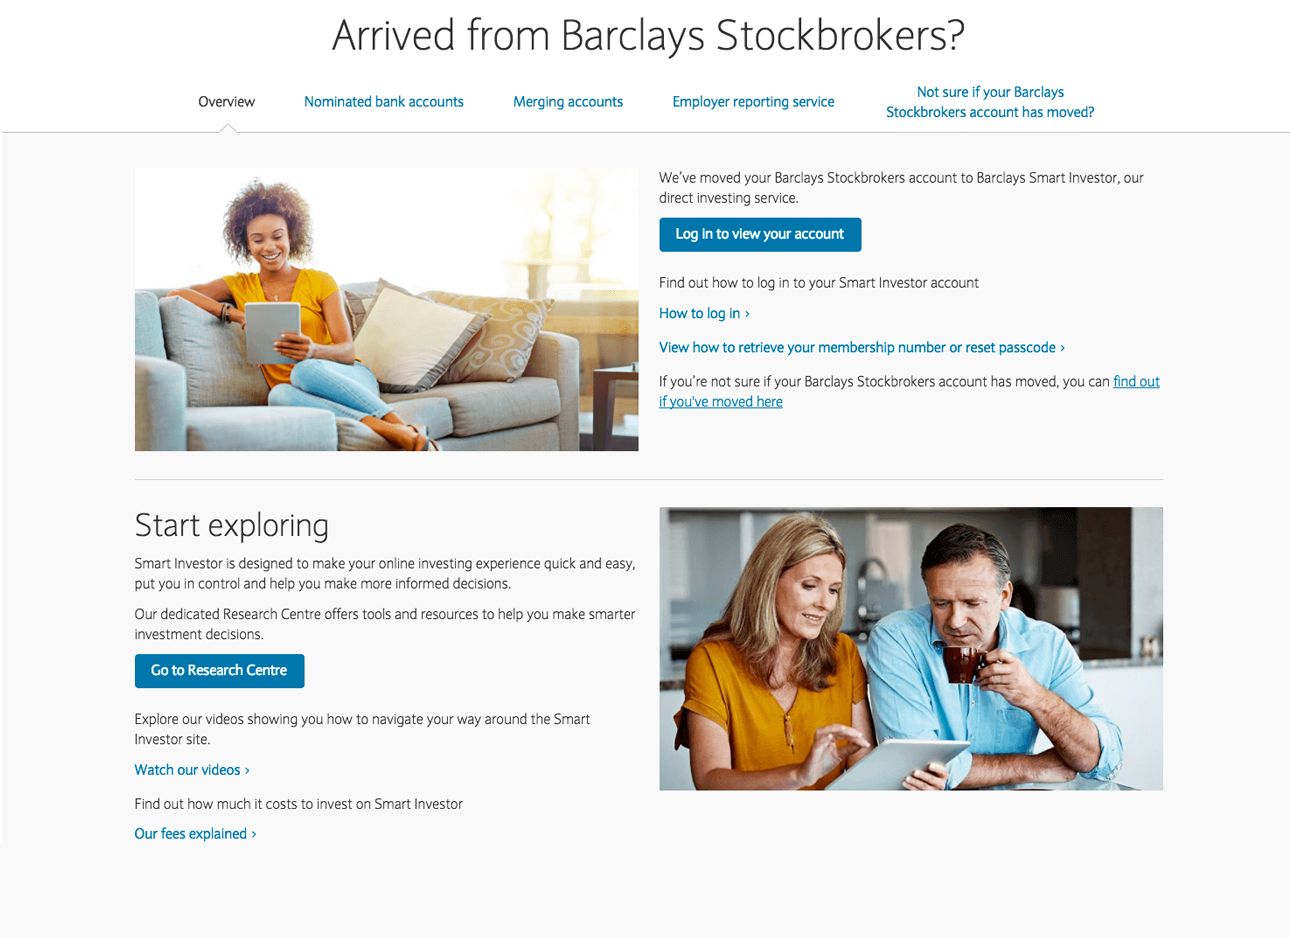 Arrived from Barclays Stockbrokers?
Overview
Nominated bank accounts
Merging accounts
Employer reporting service
Not sure if your Barclays
Stockbrokers account has moved?
We've moved your Barclays Stockbrokers account to Barclays Smart Investor, our
direct investing service.
Log in to view your account
Find out how to log in to your Smart Investor account
How to log in ›
View how to retrieve your membership number or reset passcode ›
If you're not sure if your Barclays Stockbrokers account has moved, you can find out
if you've moved here
Start exploring
Smart Investor is designed to make your online investing experience quick and easy,
put you in control and help you make more informed decisions.
Our dedicated Research Centre offers tools and resources to help you make smarter
investment decisions.
Go to Research Centre
Explore our videos showing you how to navigate your way around the Smart
Investor site.
Watch our videos ›
Find out how much it costs to invest on Smart Investor
Our fees explained ›